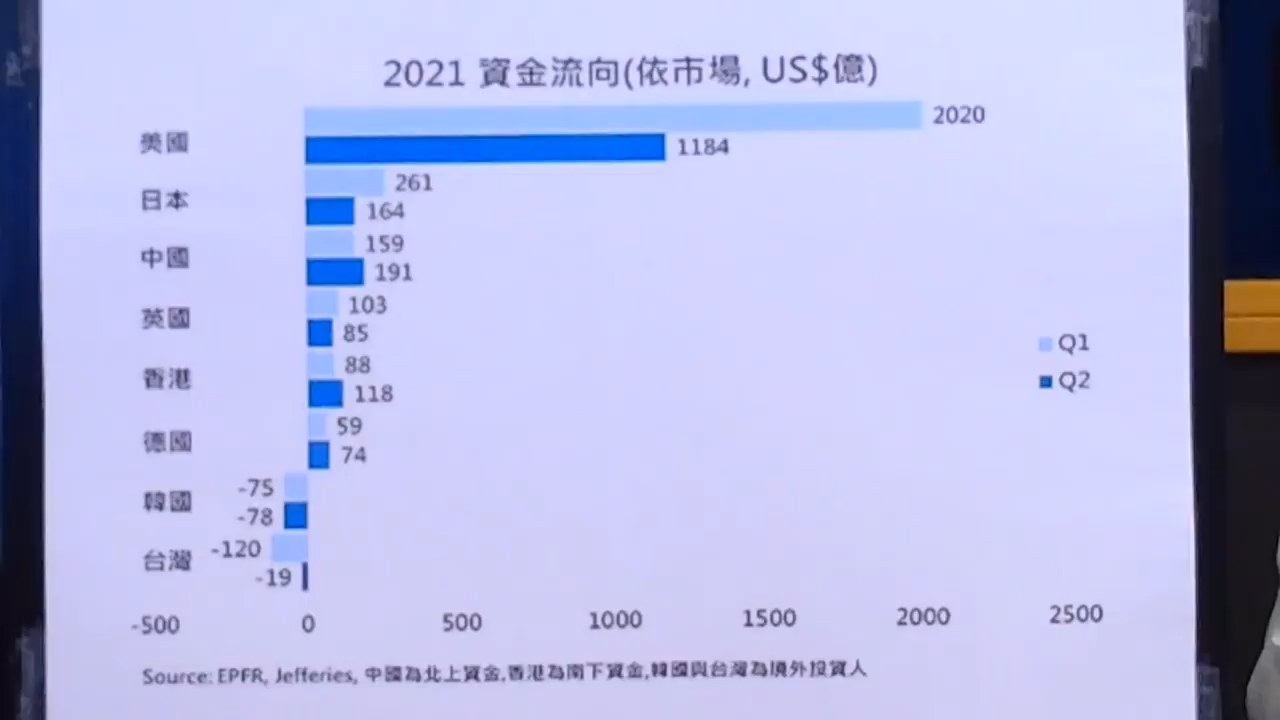 2021 資金流向(依市場, US$億)
美國 2020
1184
日本 261
164
中國 159
191
英國 103
85
香港 88
118
德國 59
74
韓國 -75
-78
台灣 -120
-19
Q1
Q2
-500 0 500 1000 1500 2000 2500
Source: EPFR, Jefferies, 中國為北上資金,香港為南下資金,韓國與台灣為境外投資人